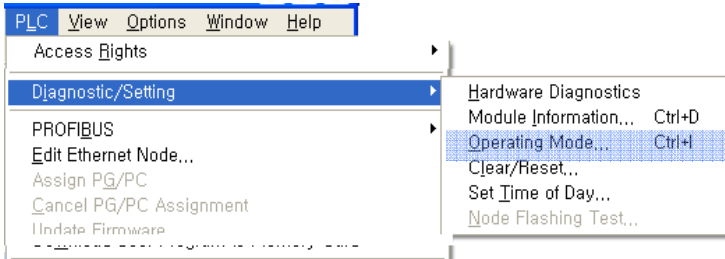 PLC View Options Window Help
Access Rights
Diagnostic/Setting
PROFIBUS
Edit Ethernet Node...
Assign PG/PC
Cancel PG/PC Assignment
Update Firmware
Hardware Diagnostics
Module Information... Ctrl+D
Operating Mode... Ctrl+I
Clear/Reset...
Set Time of Day...
Node Flashing Test...